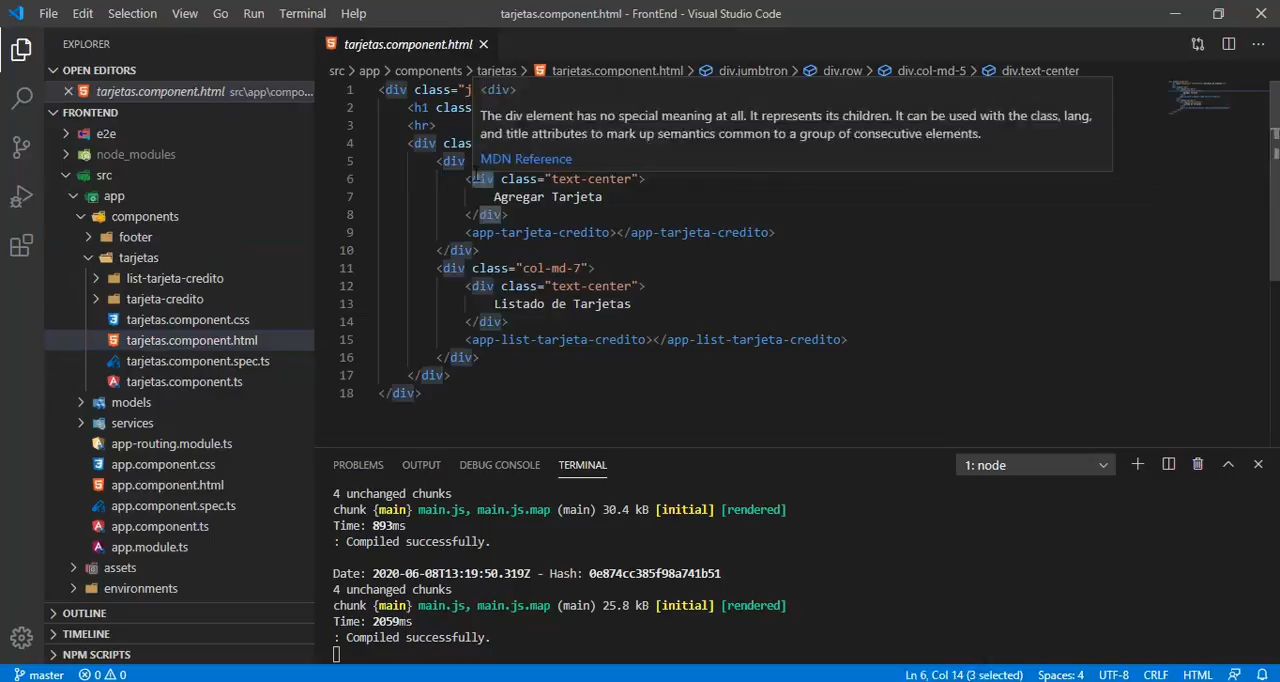 File Edit Selection View Go Run Terminal Help tarjetas.component.html - FrontEnd - Visual Studio Code
EXPLORER
OPEN EDITORS
tarjetas.component.html src\app\compo...
FRONTEND
e2e
node_modules
src
app
components
footer
tarjetas
list-tarjeta-credito
tarjeta-credito
tarjetas.component.css
tarjetas.component.html
tarjetas.component.spec.ts
tarjetas.component.ts
models
services
app-routing.module.ts
app.component.css
app.component.html
app.component.spec.ts
app.component.ts
app.module.ts
assets
environments
OUTLINE
TIMELINE
NPM SCRIPTS
tarjetas.component.html
src > app > components > tarjetas > tarjetas.component.html > div.jumbtron > div.row > div.col-md-5 > div.text-center
1 <div class="j
2 <h1 class
3 <hr>
4 <div clas
5 <div
6 <div class="text-center">
7 Agregar Tarjeta
8 </div>
9 <app-tarjeta-credito></app-tarjeta-credito>
10 </div>
11 <div class="col-md-7">
12 <div class="text-center">
13 Listado de Tarjetas
14 </div>
15 <app-list-tarjeta-credito></app-list-tarjeta-credito>
16 </div>
17 </div>
18 </div>
<div>
The div element has no special meaning at all. It represents its children. It can be used with the class, lang,
and title attributes to mark up semantics common to a group of consecutive elements.
MDN Reference
PROBLEMS OUTPUT DEBUG CONSOLE TERMINAL 1: node
4 unchanged chunks
chunk {main} main.js, main.js.map (main) 30.4 kB [initial] [rendered]
Time: 893ms
: Compiled successfully.
Date: 2020-06-08T13:19:50.319Z - Hash: 0e874cc385f98a741b51
4 unchanged chunks
chunk {main} main.js, main.js.map (main) 25.8 kB [initial] [rendered]
Time: 2059ms
: Compiled successfully.
master 0 0 Ln 6, Col 14 (3 selected) Spaces: 4 UTF-8 CRLF HTML